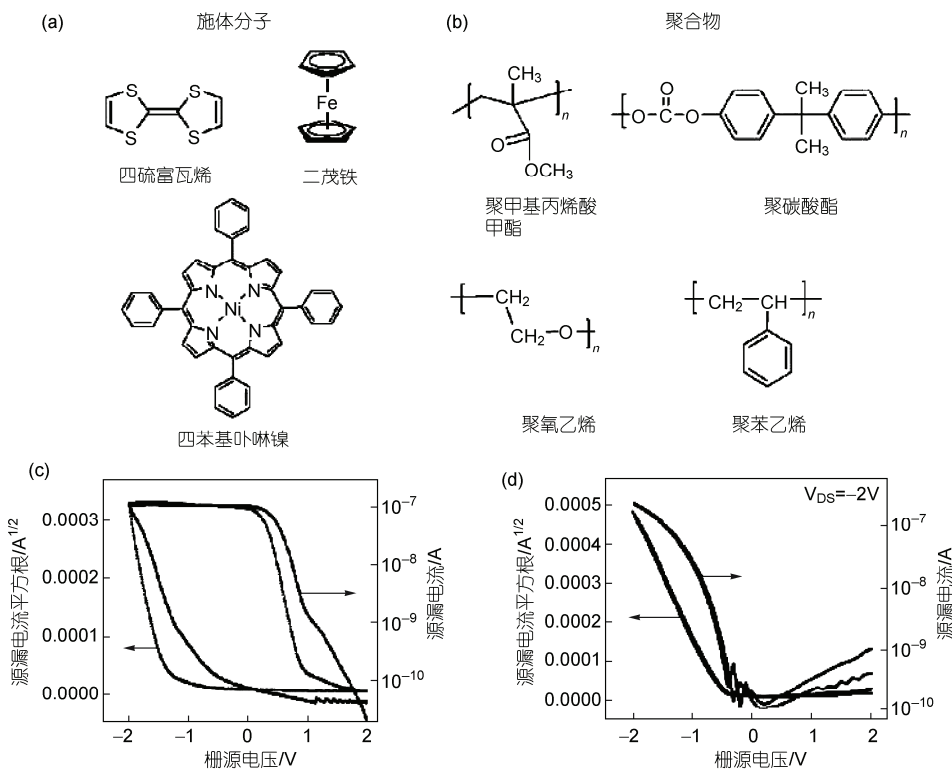 (a)
施体分子
S
S
S
S
四硫富瓦烯
Fe
二茂铁
N
N
Ni
N
N
四苯基卟啉镍
(b)
聚合物
CH3
n
O
OCH3
聚甲基丙烯酸
甲酯
O
O—C—O
CH3
CH3
n
聚碳酸酯
CH2
CH2—O
n
聚氧乙烯
CH2—CH
n
聚苯乙烯
(c)
源漏电流平方根/A1/2
0.0003
0.0002
0.0001
0.0000
10−7
10−8
10−9
10−10
源漏电流/A
−2
−1
0
1
2
栅源电压/V
(d)
VDS=−2V
源漏电流平方根/A1/2
0.0005
0.0004
0.0003
0.0002
0.0001
0.0000
10−7
10−8
10−9
10−10
源漏电流/A
−2
−1
0
1
2
栅源电压/V